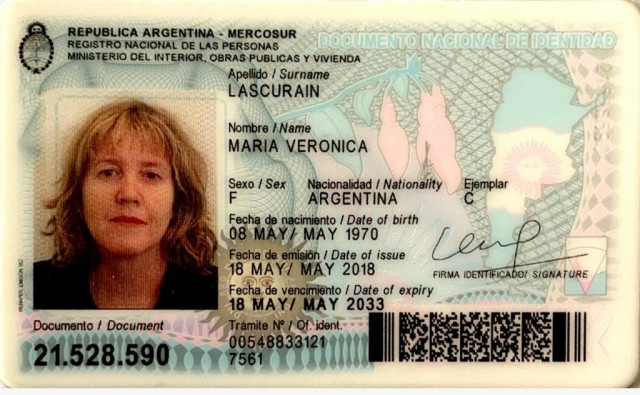 REPUBLICA ARGENTINA - MERCOSUR
REGISTRO NACIONAL DE LAS PERSONAS
MINISTERIO DEL INTERIOR, OBRAS PUBLICAS Y VIVIENDA
DOCUMENTO NACIONAL DE IDENTIDAD
Apellido / Surname
LASCURAIN
Nombre / Name
MARIA VERONICA
Sexo / Sex Nacionalidad / Nationality Ejemplar
F ARGENTINA C
Fecha de nacimiento / Date of birth
08 MAY/ MAY 1970
Fecha de emisión / Date of issue
18 MAY/ MAY 2018
FIRMA IDENTIFICADO/ SIGNATURE
Fecha de vencimiento / Date of expiry
18 MAY/ MAY 2033
Documento / Document
21.528.590
Trámite Nº / Of. ident.
00548833121
7561